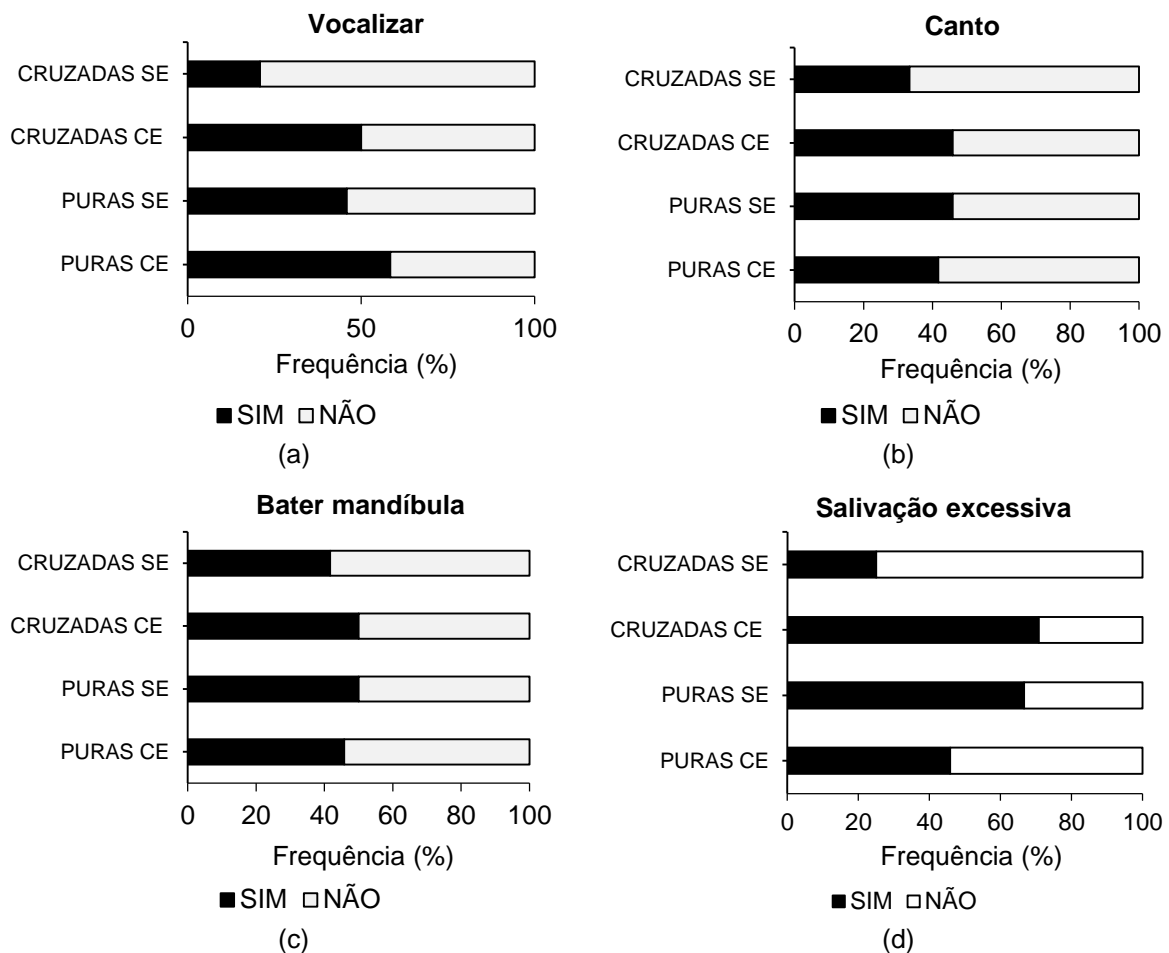 Vocalizar
CRUZADAS SE
CRUZADAS CE
PURAS SE
PURAS CE
0 50 100
Frequência (%)
SIM NÃO
(a)
Canto
CRUZADAS SE
CRUZADAS CE
PURAS SE
PURAS CE
0 20 40 60 80 100
Frequência (%)
SIM NÃO
(b)
Bater mandíbula
CRUZADAS SE
CRUZADAS CE
PURAS SE
PURAS CE
0 20 40 60 80 100
Frequência (%)
SIM NÃO
(c)
Salivação excessiva
CRUZADAS SE
CRUZADAS CE
PURAS SE
PURAS CE
0 20 40 60 80 100
Frequência (%)
SIM NÃO
(d)